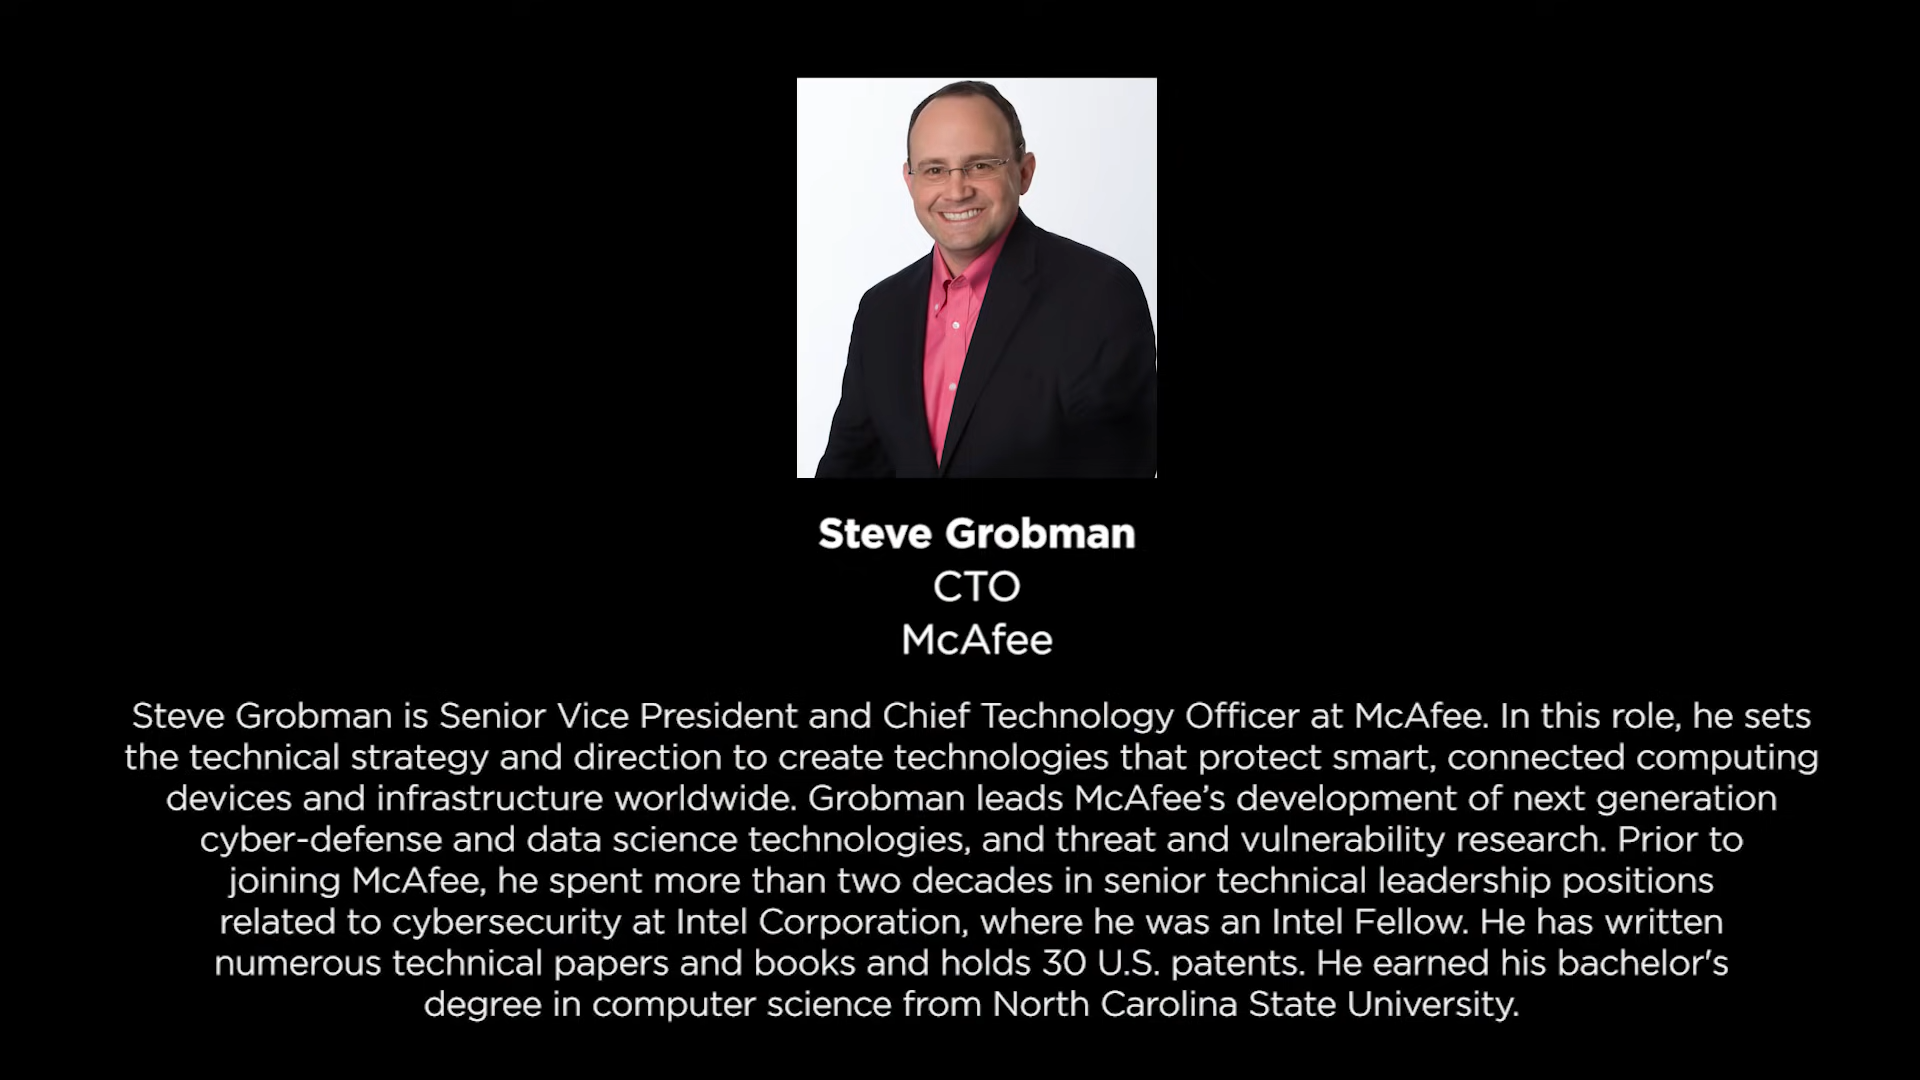 Steve Grobman
CTO
McAfee
Steve Grobman is Senior Vice President and Chief Technology Officer at McAfee. In this role, he sets
the technical strategy and direction to create technologies that protect smart, connected computing
devices and infrastructure worldwide. Grobman leads McAfee’s development of next generation
cyber-defense and data science technologies, and threat and vulnerability research. Prior to
joining McAfee, he spent more than two decades in senior technical leadership positions
related to cybersecurity at Intel Corporation, where he was an Intel Fellow. He has written
numerous technical papers and books and holds 30 U.S. patents. He earned his bachelor's
degree in computer science from North Carolina State University.